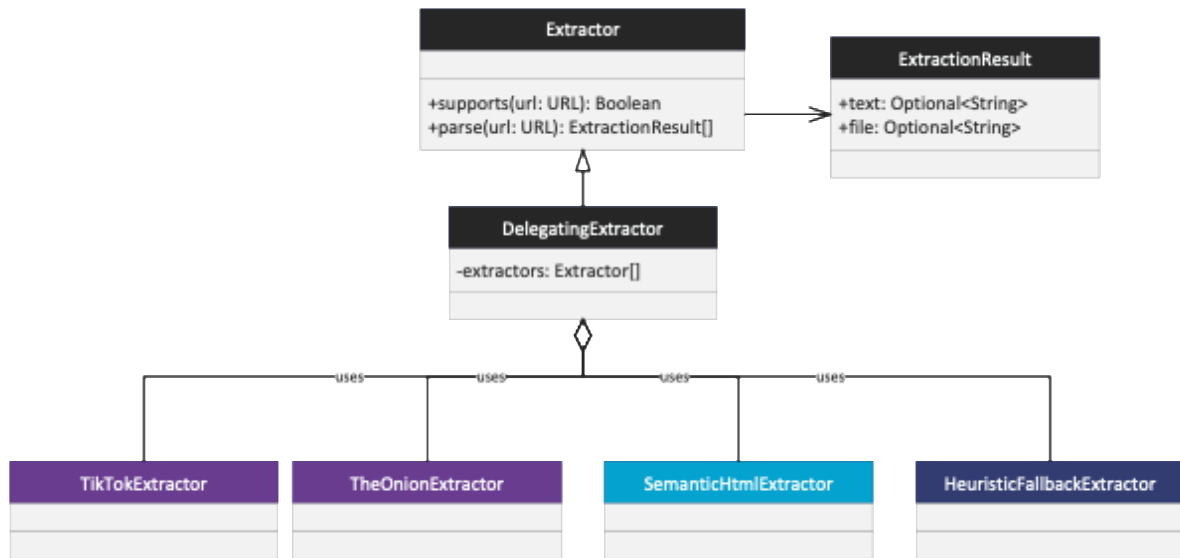 Extractor
+supports(url: URL): Boolean
+parse(url: URL): ExtractionResult[]
ExtractionResult
+text: Optional<String>
+file: Optional<String>
DelegatingExtractor
-extractors: Extractor[]
uses
uses
uses
uses
TikTokExtractor
TheOnionExtractor
SemanticHtmlExtractor
HeuristicFallbackExtractor